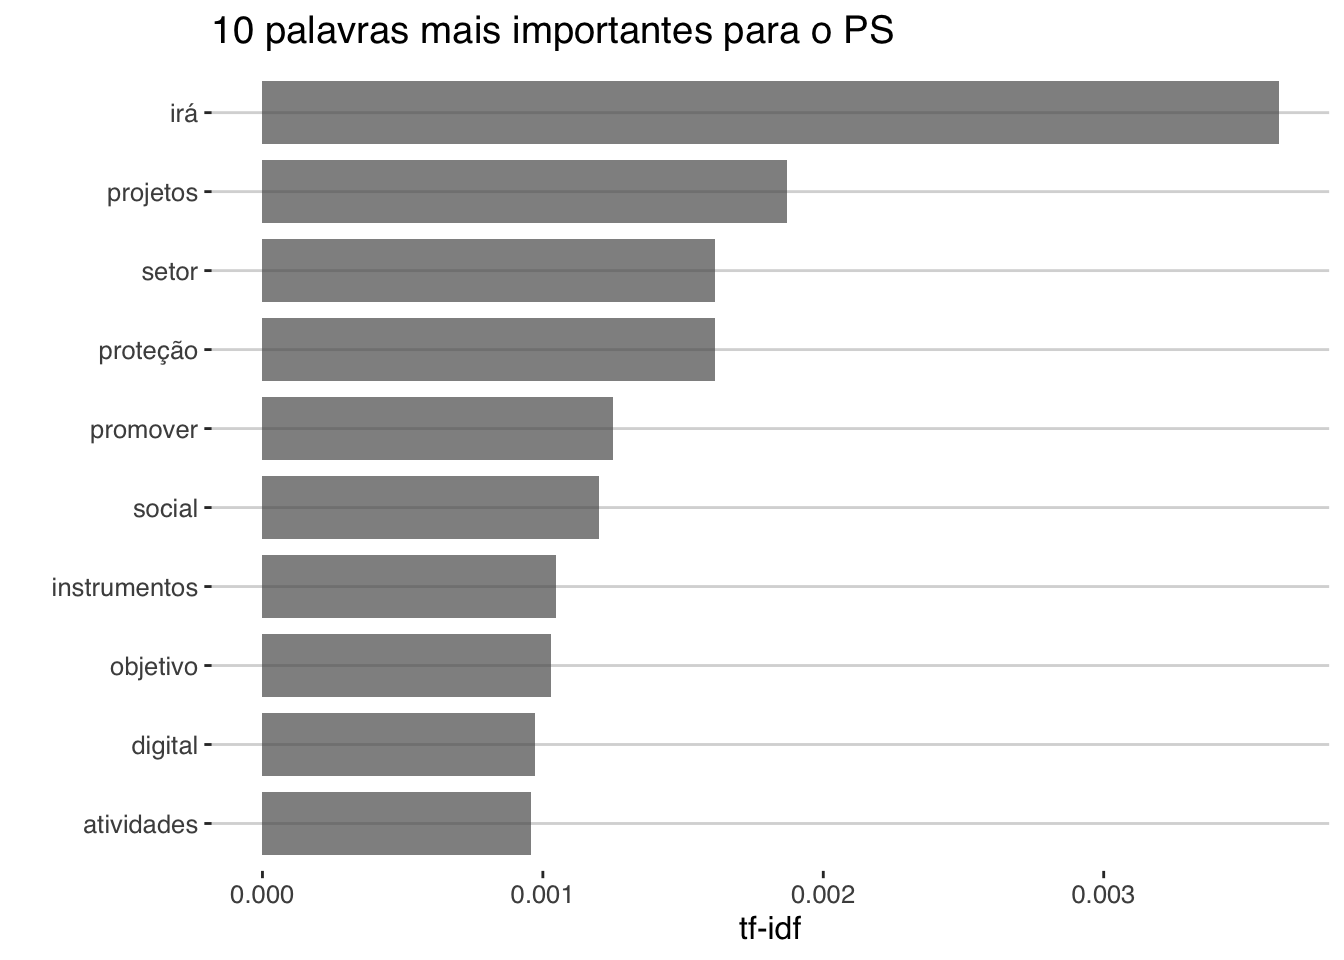 10 palavras mais importantes para o PS
irá
projetos
setor
proteção
promover
social
instrumentos
objetivo
digital
atividades
0.000 0.001 0.002 0.003
tf-idf